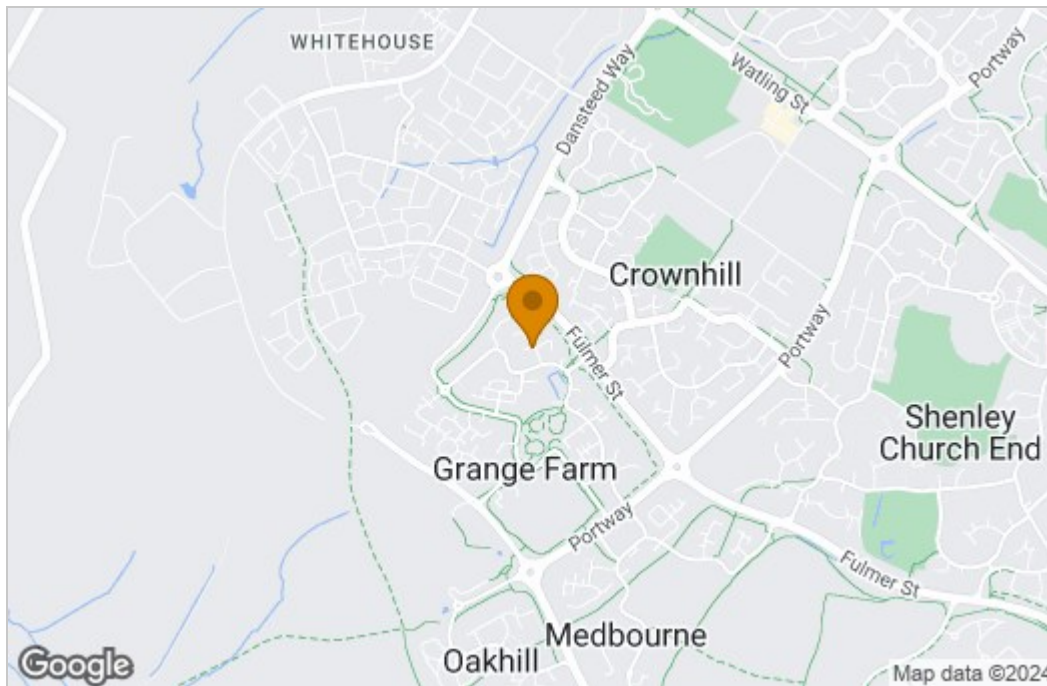 WHITEHOUSE
Dansteed Way
Watling St
Portway
Crownhill
Fulmer St
Portway
Shenley
Church End
Grange Farm
Portway
Fulmer St
Medbourne
Oakhill
Google
Map data ©2024